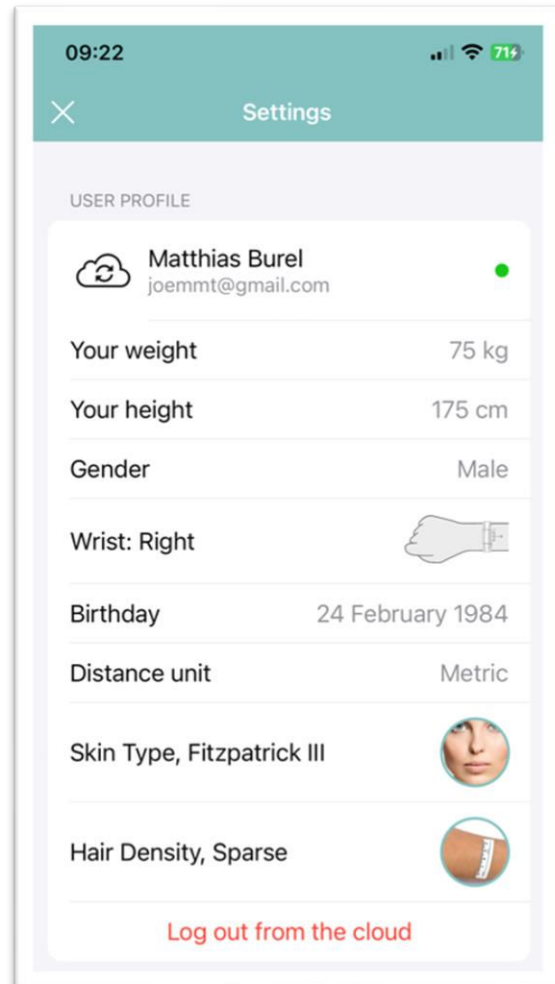 09:22
71
Settings
USER PROFILE
Matthias Burel
joemmt@gmail.com
Your weight 75 kg
Your height 175 cm
Gender Male
Wrist: Right
Birthday 24 February 1984
Distance unit Metric
Skin Type, Fitzpatrick III
Hair Density, Sparse
Log out from the cloud